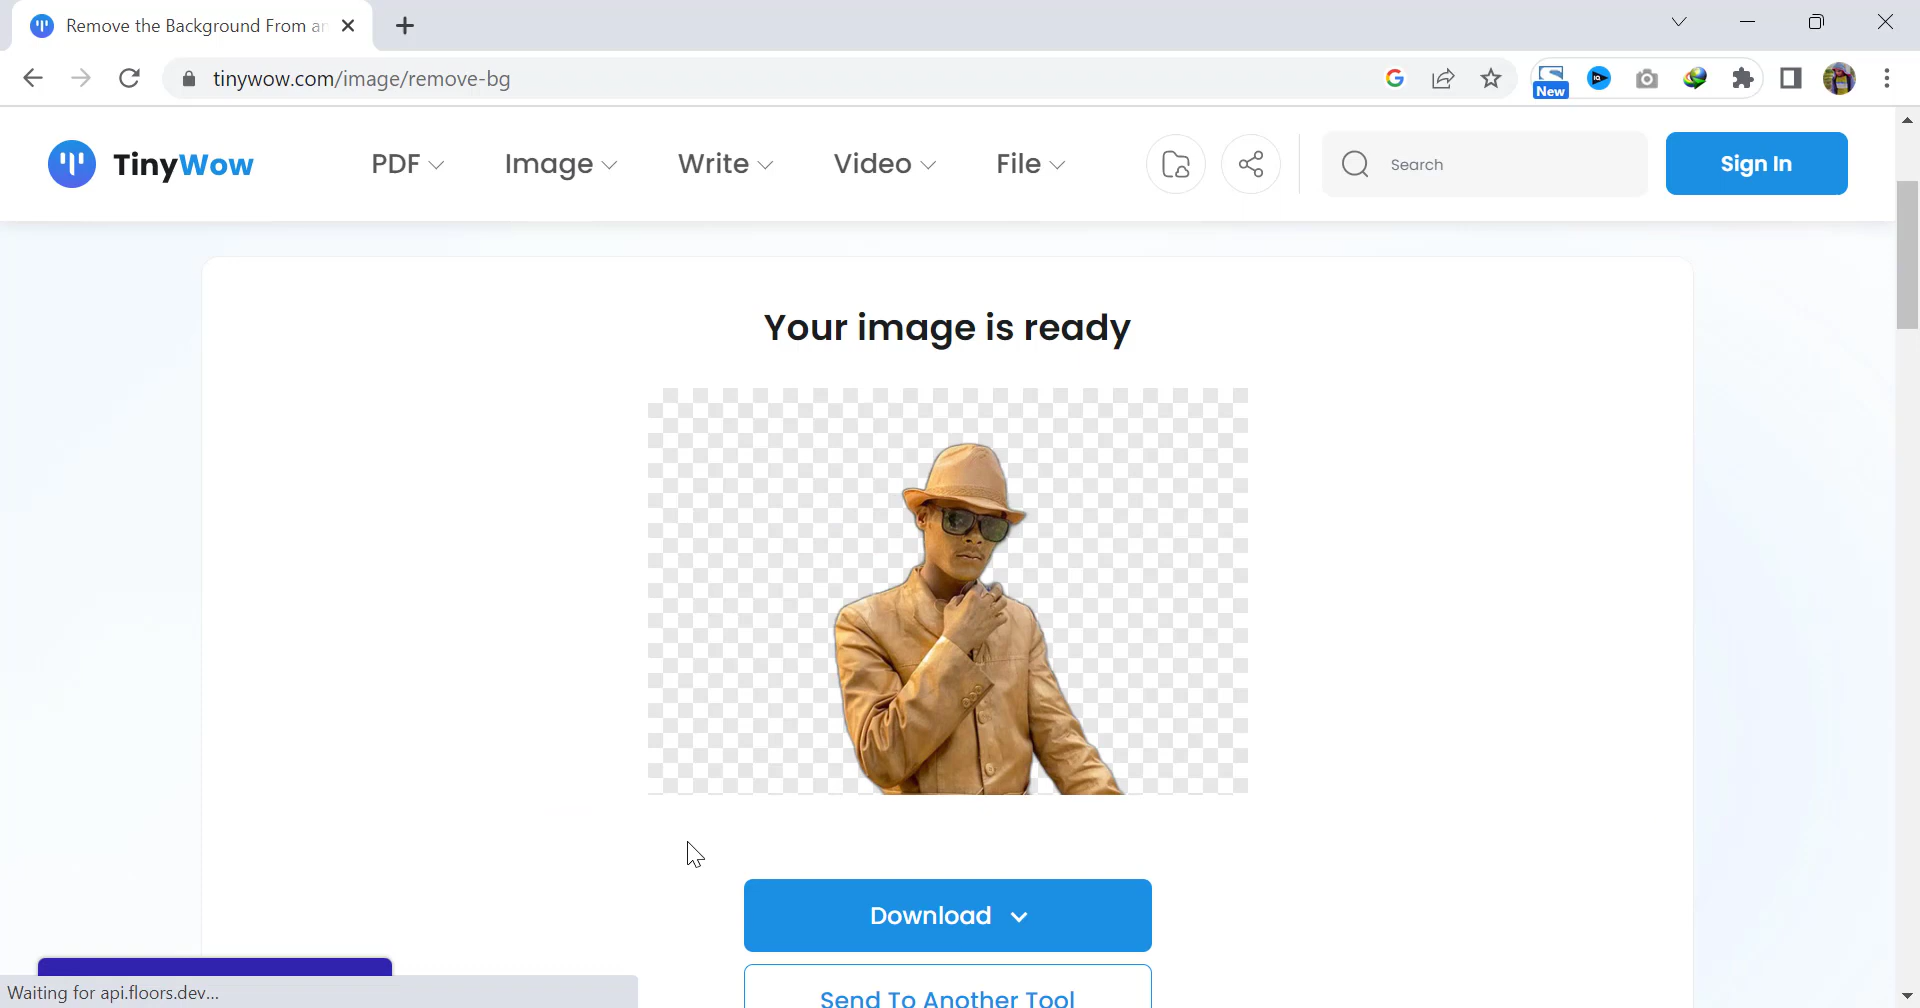 Remove the Background From an
tinywow.com/image/remove-bg
New
TinyWow
PDF
Image
Write
Video
File
Search
Sign In
Your image is ready
Download
Send To Another Tool
Waiting for api.floors.dev...